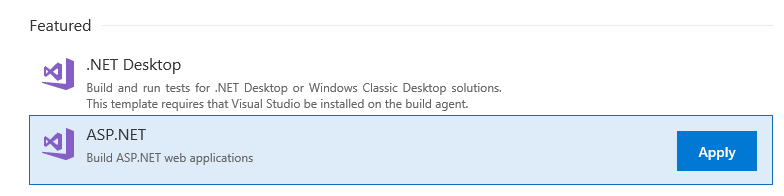 Featured
.NET Desktop
Build and run tests for .NET Desktop or Windows Classic Desktop solutions.
This template requires that Visual Studio be installed on the build agent.
ASP.NET
Build ASP.NET web applications
Apply